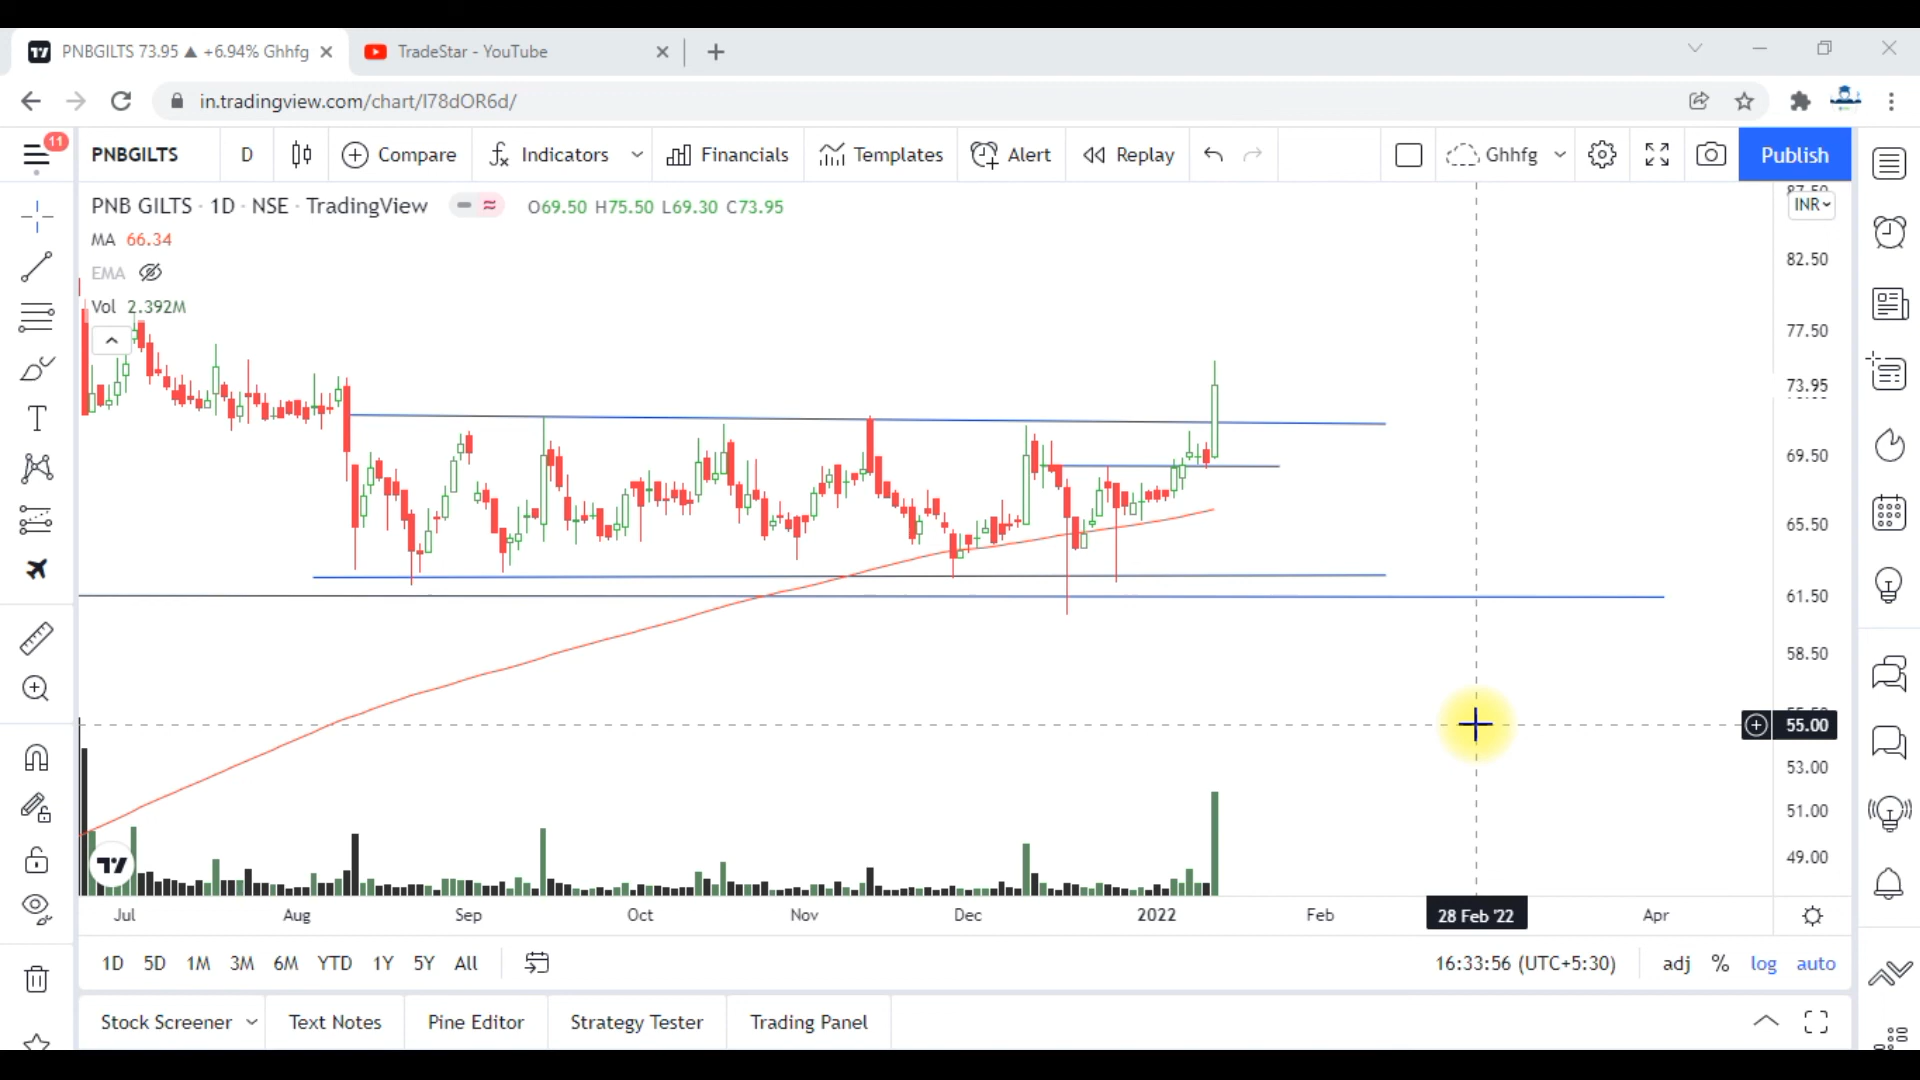 PNBGILTS 73.95 ▲ +6.94% Ghhfg
TradeStar - YouTube
in.tradingview.com/chart/I78dOR6d/
11
PNBGILTS
D
Compare
Indicators
Financials
Templates
Alert
Replay
Ghhfg
Publish
PNB GILTS · 1D · NSE · TradingView
O69.50 H75.50 L69.30 C73.95
INR
MA 66.34
EMA
Vol 2.392M
82.50
77.50
73.95
69.50
65.50
61.50
58.50
55.00
53.00
51.00
49.00
Jul Aug Sep Oct Nov Dec 2022 Feb 28 Feb '22 Apr
1D 5D 1M 3M 6M YTD 1Y 5Y All
16:33:56 (UTC+5:30)
adj % log auto
Stock Screener
Text Notes
Pine Editor
Strategy Tester
Trading Panel